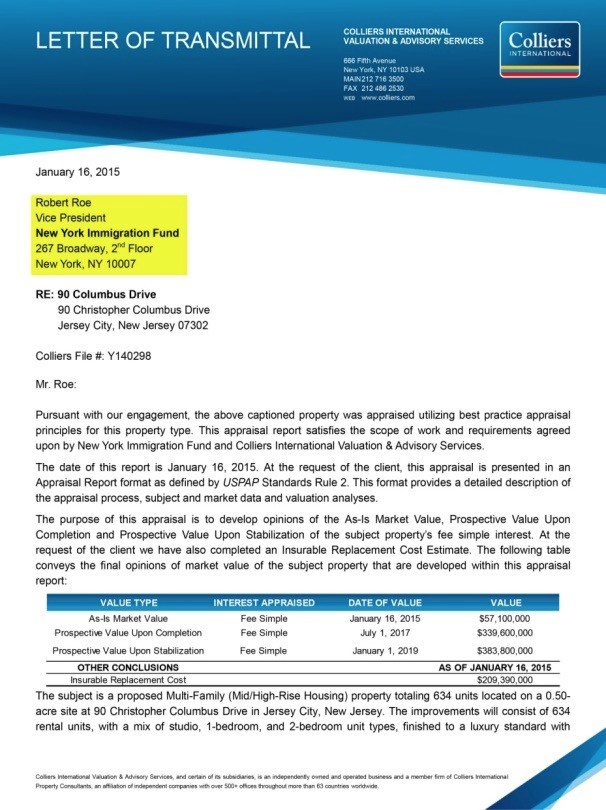 LETTER OF TRANSMITTAL
COLLIERS INTERNATIONAL
VALUATION & ADVISORY SERVICES
666 Fifth Avenue
New York, NY 10103 USA
MAIN 212 716 3500
FAX 212 486 2530
WEB www.colliers.com
Colliers
INTERNATIONAL
January 16, 2015
Robert Roe
Vice President
New York Immigration Fund
267 Broadway, 2nd Floor
New York, NY 10007
RE: 90 Columbus Drive
90 Christopher Columbus Drive
Jersey City, New Jersey 07302
Colliers File #: Y140298
Mr. Roe:
Pursuant with our engagement, the above captioned property was appraised utilizing best practice appraisal
principles for this property type. This appraisal report satisfies the scope of work and requirements agreed
upon by New York Immigration Fund and Colliers International Valuation & Advisory Services.
The date of this report is January 16, 2015. At the request of the client, this appraisal is presented in an
Appraisal Report format as defined by USPAP Standards Rule 2. This format provides a detailed description of
the appraisal process, subject and market data and valuation analyses.
The purpose of this appraisal is to develop opinions of the As-Is Market Value, Prospective Value Upon
Completion and Prospective Value Upon Stabilization of the subject property's fee simple interest. At the
request of the client we have also completed an Insurable Replacement Cost Estimate. The following table
conveys the final opinions of market value of the subject property that are developed within this appraisal
report:
VALUE TYPE INTEREST APPRAISED DATE OF VALUE VALUE
As-Is Market Value Fee Simple January 16, 2015 $57,100,000
Prospective Value Upon Completion Fee Simple July 1, 2017 $339,600,000
Prospective Value Upon Stabilization Fee Simple January 1, 2019 $383,800,000
OTHER CONCLUSIONS AS OF JANUARY 16, 2015
Insurable Replacement Cost $209,390,000
The subject is a proposed Multi-Family (Mid/High-Rise Housing) property totaling 634 units located on a 0.50-
acre site at 90 Christopher Columbus Drive in Jersey City, New Jersey. The improvements will consist of 634
rental units, with a mix of studio, 1-bedroom, and 2-bedroom unit types, finished to a luxury standard with
Colliers International Valuation & Advisory Services, and certain of its subsidiaries, is an independently owned and operated business and a member firm of Colliers International
Property Consultants, an affiliation of independent companies with over 500+ offices throughout more than 63 countries worldwide.